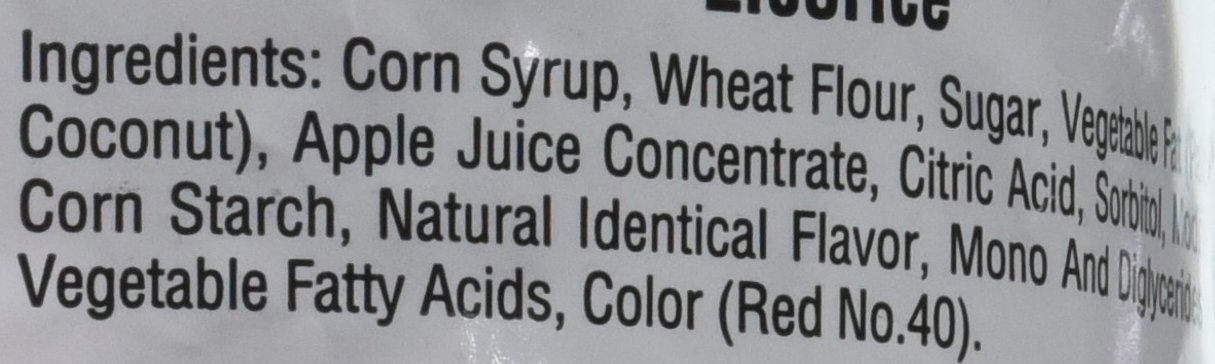 Licorice
Ingredients: Corn Syrup, Wheat Flour, Sugar, Vegetable
Coconut), Apple Juice Concentrate, Citric Acid, Sorbitol,
Corn Starch, Natural Identical Flavor, Mono And Diglycerides
Vegetable Fatty Acids, Color (Red No.40).